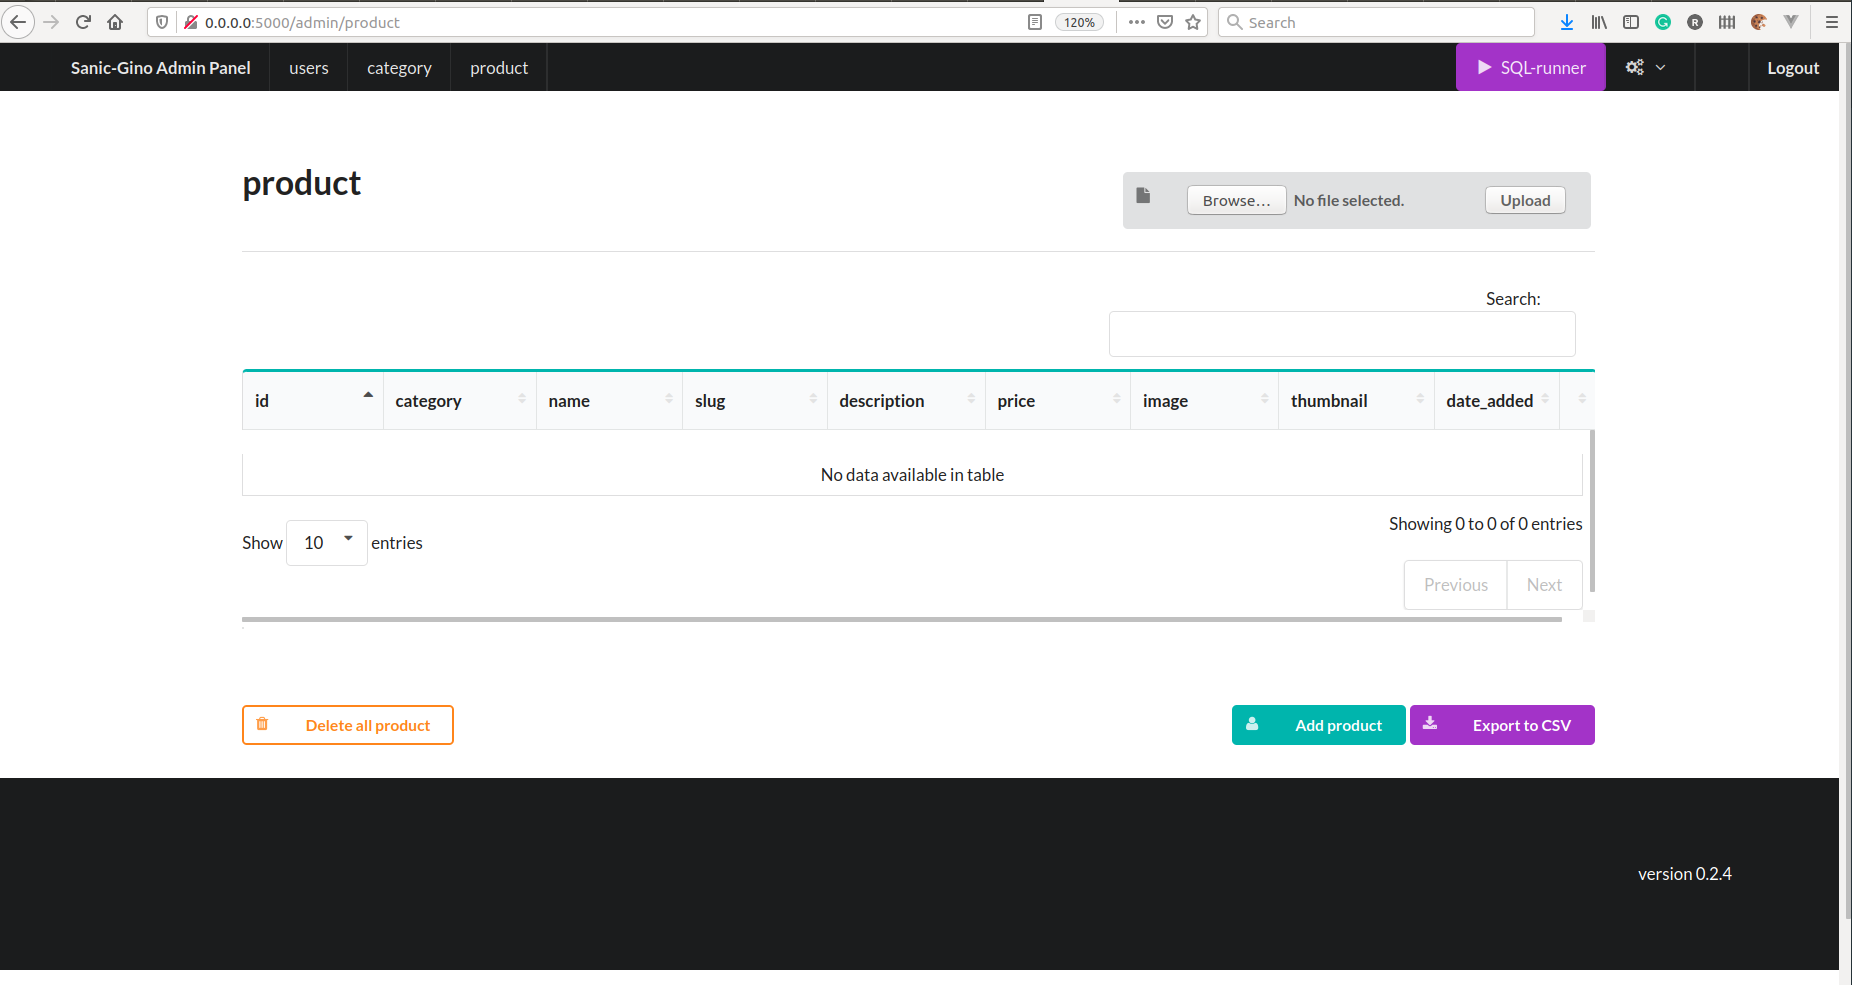 0.0.0.0:5000/admin/product 120% Search
Sanic-Gino Admin Panel users category product SQL-runner Logout
product
Browse... No file selected. Upload
Search:
id category name slug description price image thumbnail date_added
No data available in table
Showing 0 to 0 of 0 entries
Show 10 entries
Previous Next
Delete all product Add product Export to CSV
version 0.2.4